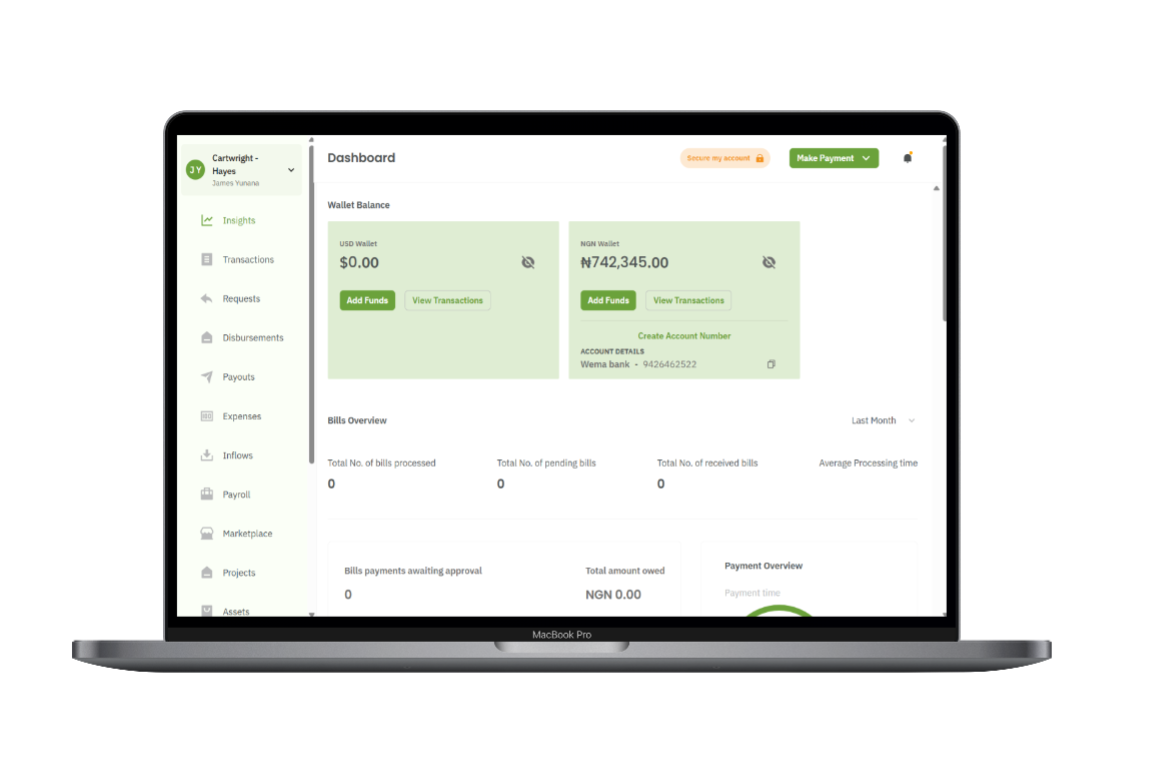 Cartwright -
Hayes
JY
James Yunana
Insights
Transactions
Requests
Disbursements
Payouts
Expenses
Inflows
Payroll
Marketplace
Projects
Assets
Dashboard
Secure my account
Make Payment
Wallet Balance
USD Wallet
$0.00
Add Funds
View Transactions
NGN Wallet
₦742,345.00
Add Funds
View Transactions
Create Account Number
ACCOUNT DETAILS
Wema bank • 9426462522
Bills Overview
Last Month
Total No. of bills processed
0
Total No. of pending bills
0
Total No. of received bills
0
Average Processing time
Bills payments awaiting approval
0
Total amount owed
NGN 0.00
Payment Overview
Payment time
MacBook Pro